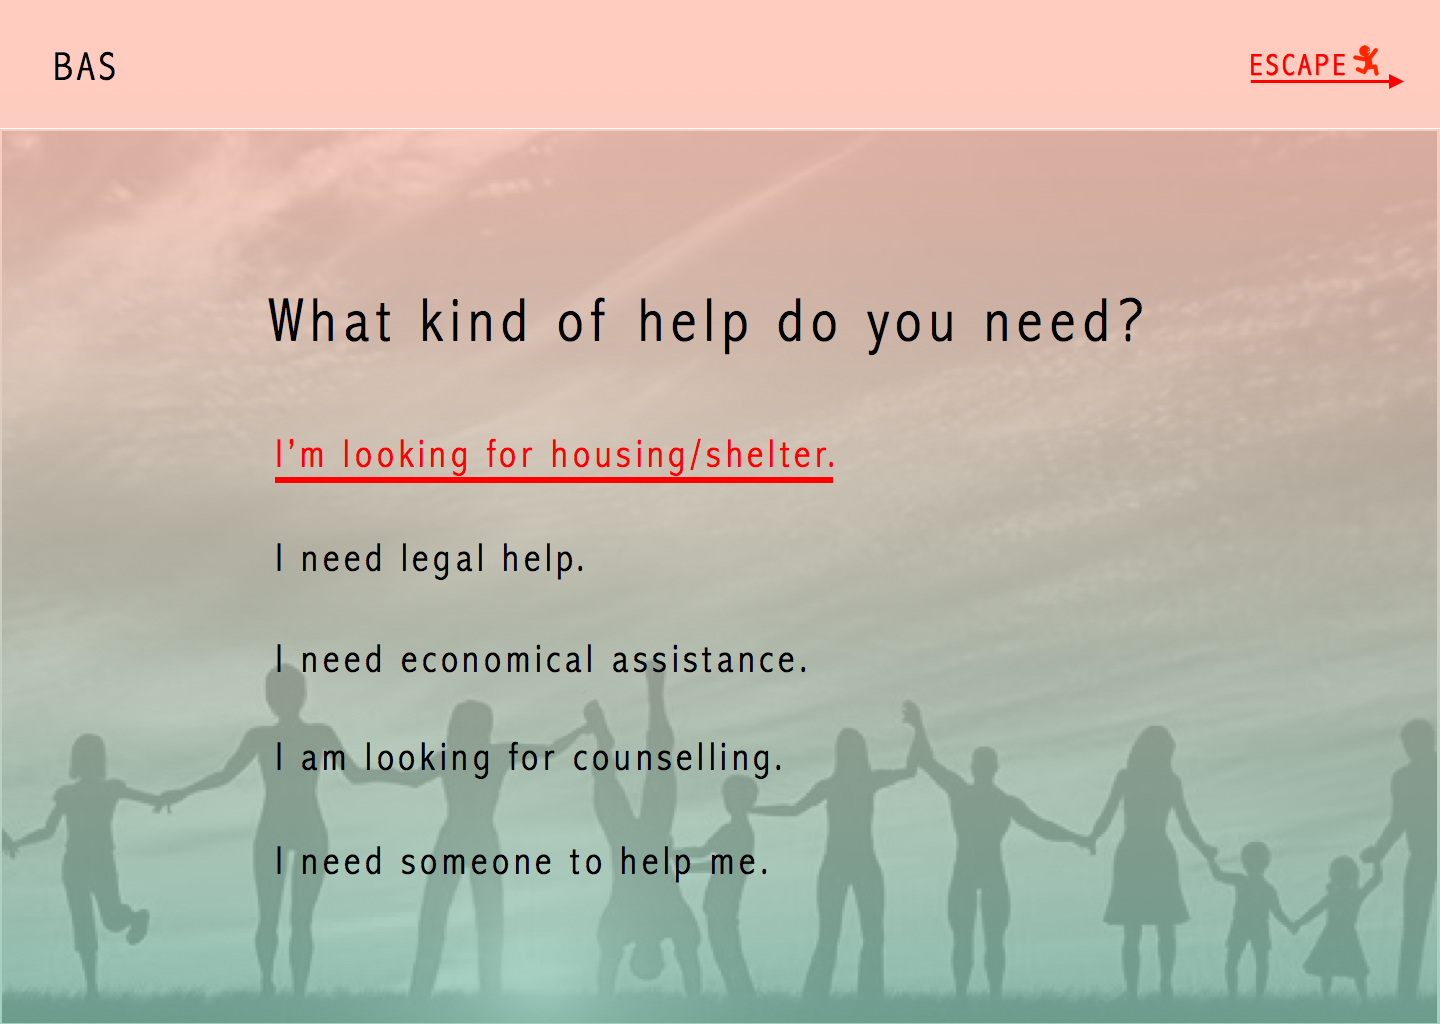 BAS
ESCAPE
What kind of help do you need?
I’m looking for housing/shelter.
I need legal help.
I need economical assistance.
I am looking for counselling.
I need someone to help me.